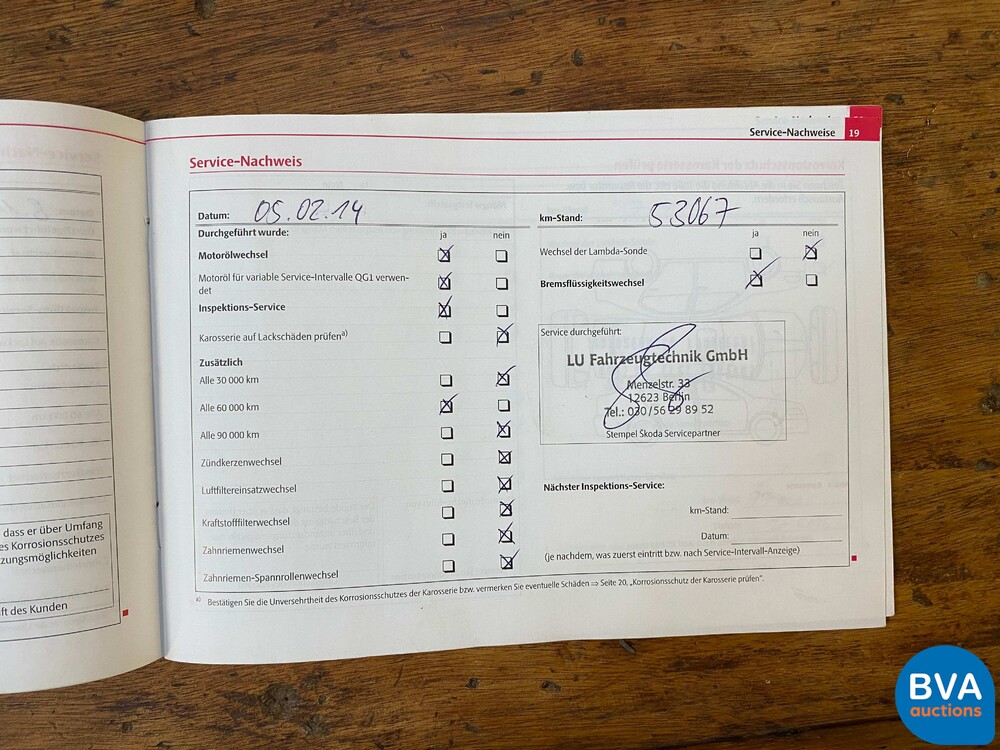 Service-Nachweise 19
Service-Nachweis
Datum: 05.02.14
km-Stand: 53067
Durchgeführt wurde: ja nein
ja nein
Motorölwechsel
Wechsel der Lambda-Sonde
Motoröl für variable Service-Intervalle QG1 verwen-
det
Bremsflüssigkeitswechsel
Inspektions-Service
Karosserie auf Lackschäden prüfen a)
Service durchgeführt:
LU Fahrzeugtechnik GmbH
Menzelstr. 33
12623 Berlin
Tel.: 030/56 29 89 52
Stempel Skoda Servicepartner
Zusätzlich
Alle 30 000 km
Alle 60 000 km
Alle 90 000 km
Zündkerzenwechsel
Luftfiltereinsatzwechsel
Kraftstofffilterwechsel
Zahnriemenwechsel
Zahnriemen-Spannrollenwechsel
Nächster Inspektions-Service:
km-Stand:
Datum:
(je nachdem, was zuerst eintritt bzw. nach Service-Intervall-Anzeige)
a) Bestätigen Sie die Unversehrtheit des Korrosionsschutzes der Karosserie bzw. vermerken Sie eventuelle Schäden ⇒ Seite 20, „Korrosionsschutz der Karosserie prüfen“.
dass er über Umfang
es Korrosionsschutzes
zungsmöglichkeiten
ft des Kunden
BVA
auctions